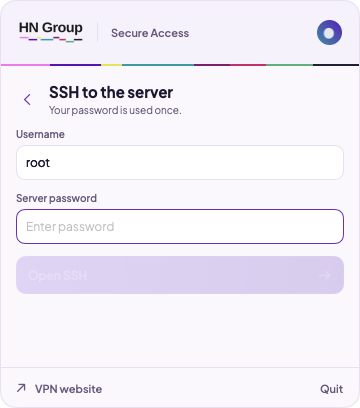 HN Group
Secure Access
SSH to the server
Your password is used once.
Username
root
Server password
Enter password
Open SSH
VPN website
Quit